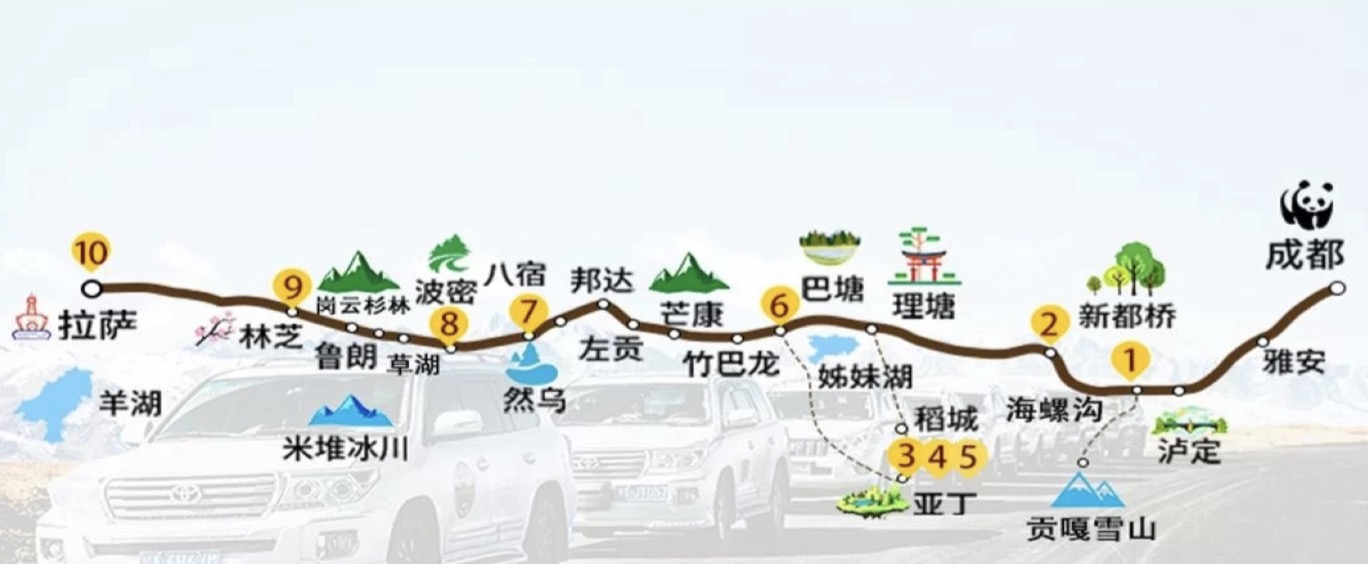 10
拉萨
羊湖
9
林芝
岗云杉林
鲁朗
草湖
米堆冰川
波密
8
八宿
7
然乌
邦达
左贡
芒康
竹巴龙
6
巴塘
姊妹湖
理塘
稻城
3 4 5
亚丁
2
海螺沟
新都桥
1
贡嘎雪山
泸定
雅安
成都